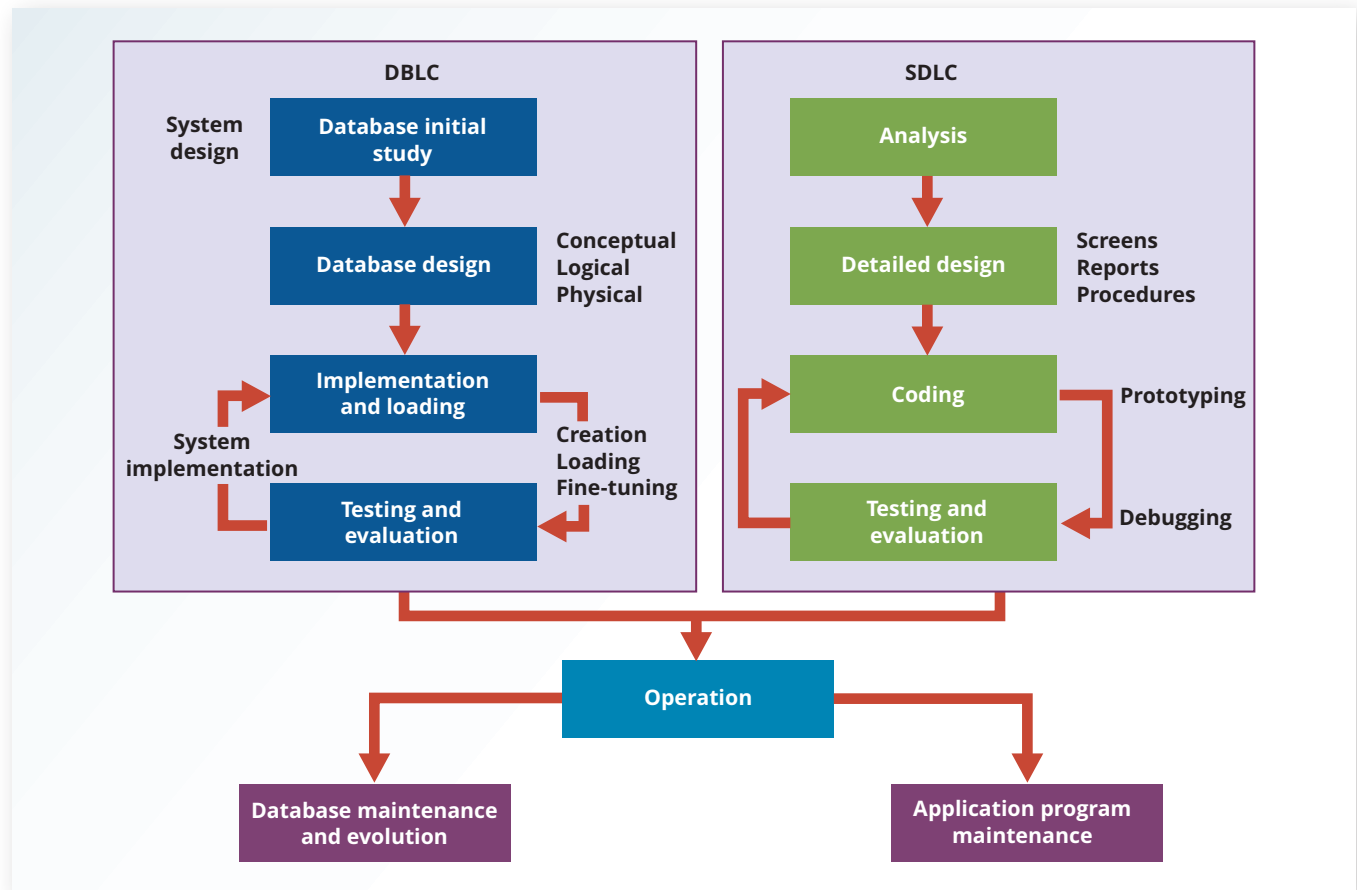 DBLC
System
design
Database initial
study
Database design
Conceptual
Logical
Physical
Implementation
and loading
System
implementation
Creation
Loading
Fine-tuning
Testing and
evaluation
SDLC
Analysis
Detailed design
Screens
Reports
Procedures
Coding
Prototyping
Testing and
evaluation
Debugging
Operation
Database maintenance
and evolution
Application program
maintenance